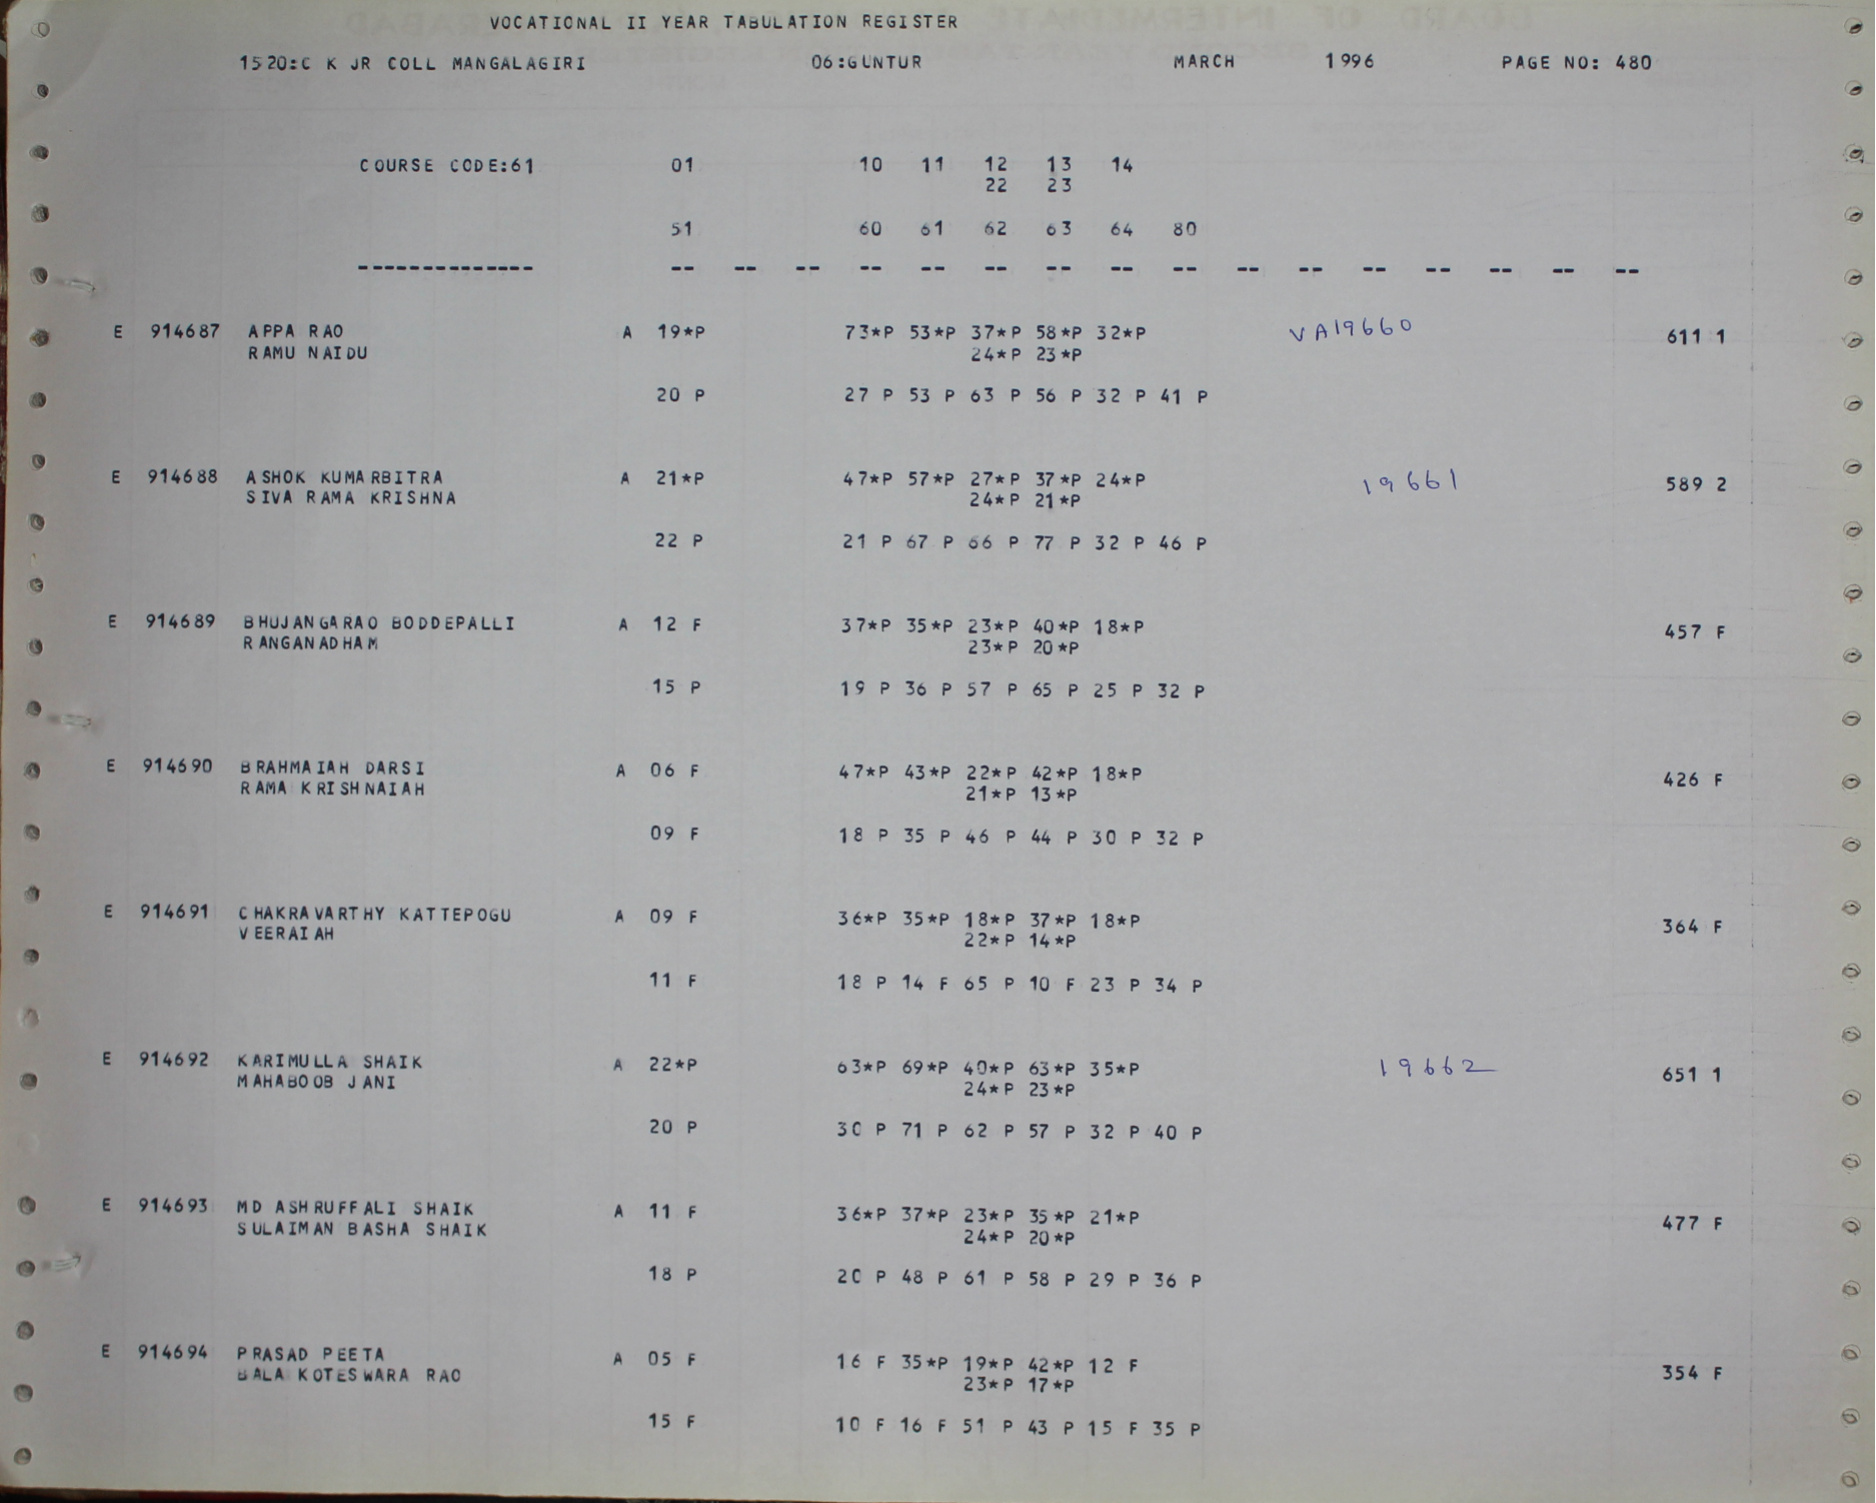 VOCATIONAL II YEAR TABULATION REGISTER
1520:C K JR COLL MANGALAGIRI 06:GUNTUR MARCH 1996 PAGE NO: 480
COURSE CODE:61 01 10 11 12 13 14
22 23
51 60 61 62 63 64 80
-------------- -- -- -- -- -- -- -- -- -- -- -- -- -- -- -- --
E 914687 APPA RAO A 19*P 73*P 53*P 37*P 58*P 32*P VA19660 611 1
RAMU NAIDU 24*P 23*P
20 P 27 P 53 P 63 P 56 P 32 P 41 P
E 914688 ASHOK KUMARBITRA A 21*P 47*P 57*P 27*P 37*P 24*P 19661 589 2
SIVA RAMA KRISHNA 24*P 21*P
22 P 21 P 67 P 66 P 77 P 32 P 46 P
E 914689 BHUJANGARAO BODDEPALLI A 12 F 37*P 35*P 23*P 40*P 18*P 457 F
RANGANADHAM 23*P 20*P
15 P 19 P 36 P 57 P 65 P 25 P 32 P
E 914690 BRAHMAIAH DARSI A 06 F 47*P 43*P 22*P 42*P 18*P 426 F
RAMA KRISHNAIAH 21*P 13*P
09 F 18 P 35 P 46 P 44 P 30 P 32 P
E 914691 CHAKRAVARTHY KATTEPOGU A 09 F 36*P 35*P 18*P 37*P 18*P 364 F
VEERAIAH 22*P 14*P
11 F 18 P 14 F 65 P 10 F 23 P 34 P
E 914692 KARIMULLA SHAIK A 22*P 63*P 69*P 40*P 63*P 35*P 19662 651 1
MAHABOOB JANI 24*P 23*P
20 P 30 P 71 P 62 P 57 P 32 P 40 P
E 914693 MD ASHRUFFALI SHAIK A 11 F 36*P 37*P 23*P 35*P 21*P 477 F
SULAIMAN BASHA SHAIK 24*P 20*P
18 P 20 P 48 P 61 P 58 P 29 P 36 P
E 914694 PRASAD PEETA A 05 F 16 F 35*P 19*P 42*P 12 F 354 F
BALA KOTESWARA RAO 23*P 17*P
15 F 10 F 16 F 51 P 43 P 15 F 35 P